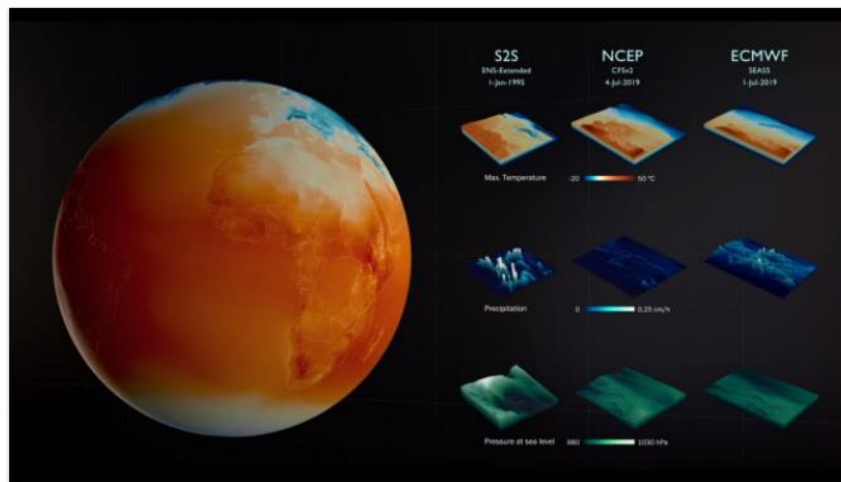 S2S
ENS-Extended
1-Jan-1995
NCEP
CFSv2
4-Jul-2019
ECMWF
SEAS5
1-Jul-2019
Max. Temperature
-20
50 °C
Precipitation
0
0.25 cm/h
Pressure at sea level
980
1030 hPa